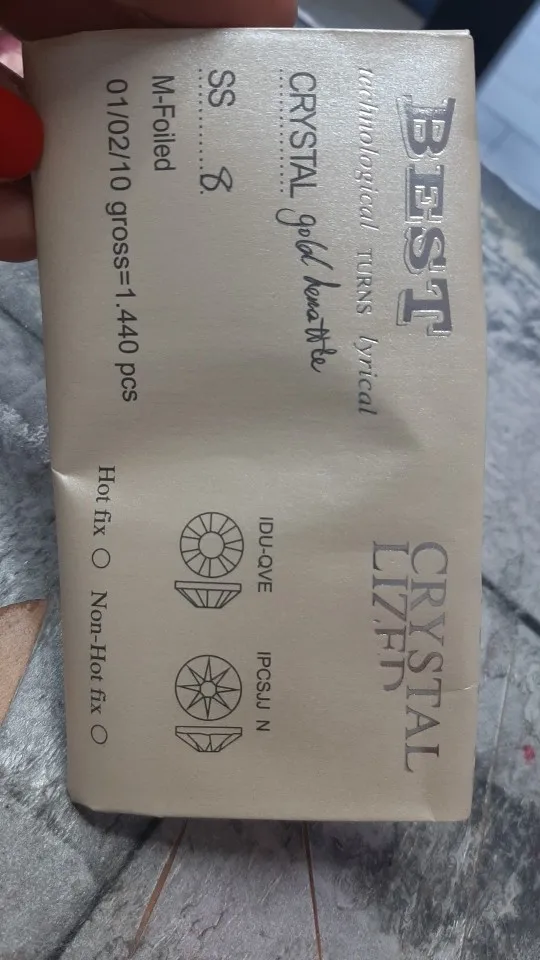 BEST
technological TURNS lyrical
CRYSTAL gold hemattle
SS 8.
M-Foiled
01/02/10 gross=1.440 pcs
CRYSTAL
LIZED
IDU-QVE
IPCSJJ N
Hot fix
Non-Hot fix